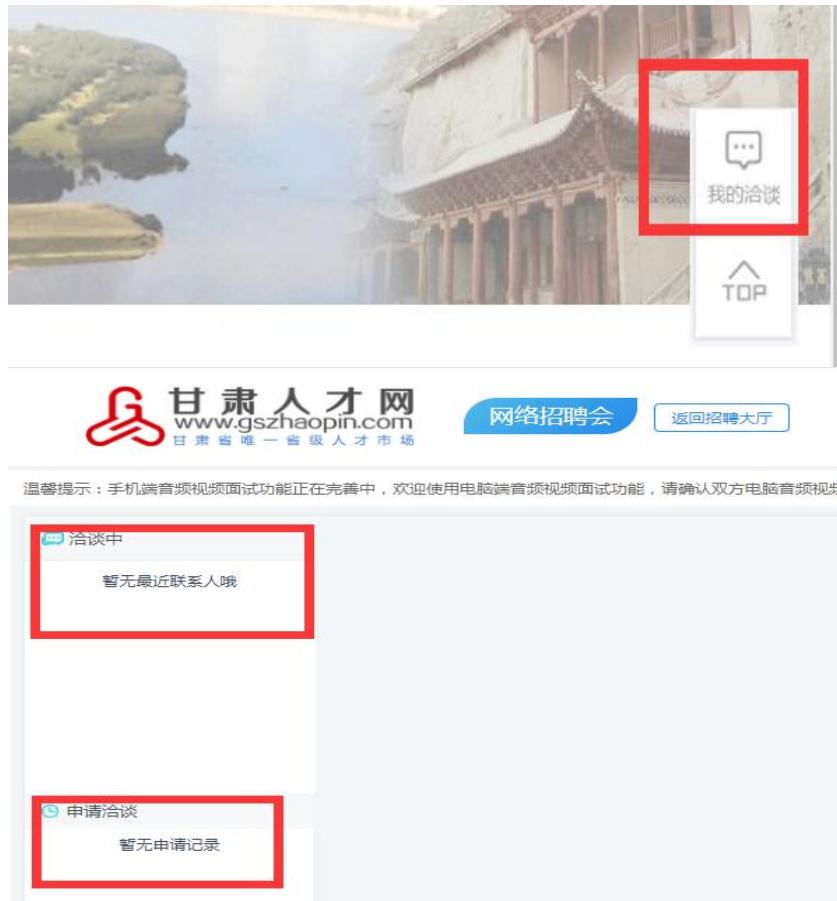 我的洽谈
TOP
甘肃人才网
www.gszhaopin.com
甘肃省唯一省级人才市场
网络招聘会
返回招聘大厅
温馨提示：手机端音频视频面试功能正在完善中，欢迎使用电脑端音频视频面试功能，请确认双方电脑音频视频
洽谈中
暂无最近联系人哦
申请洽谈
暂无申请记录